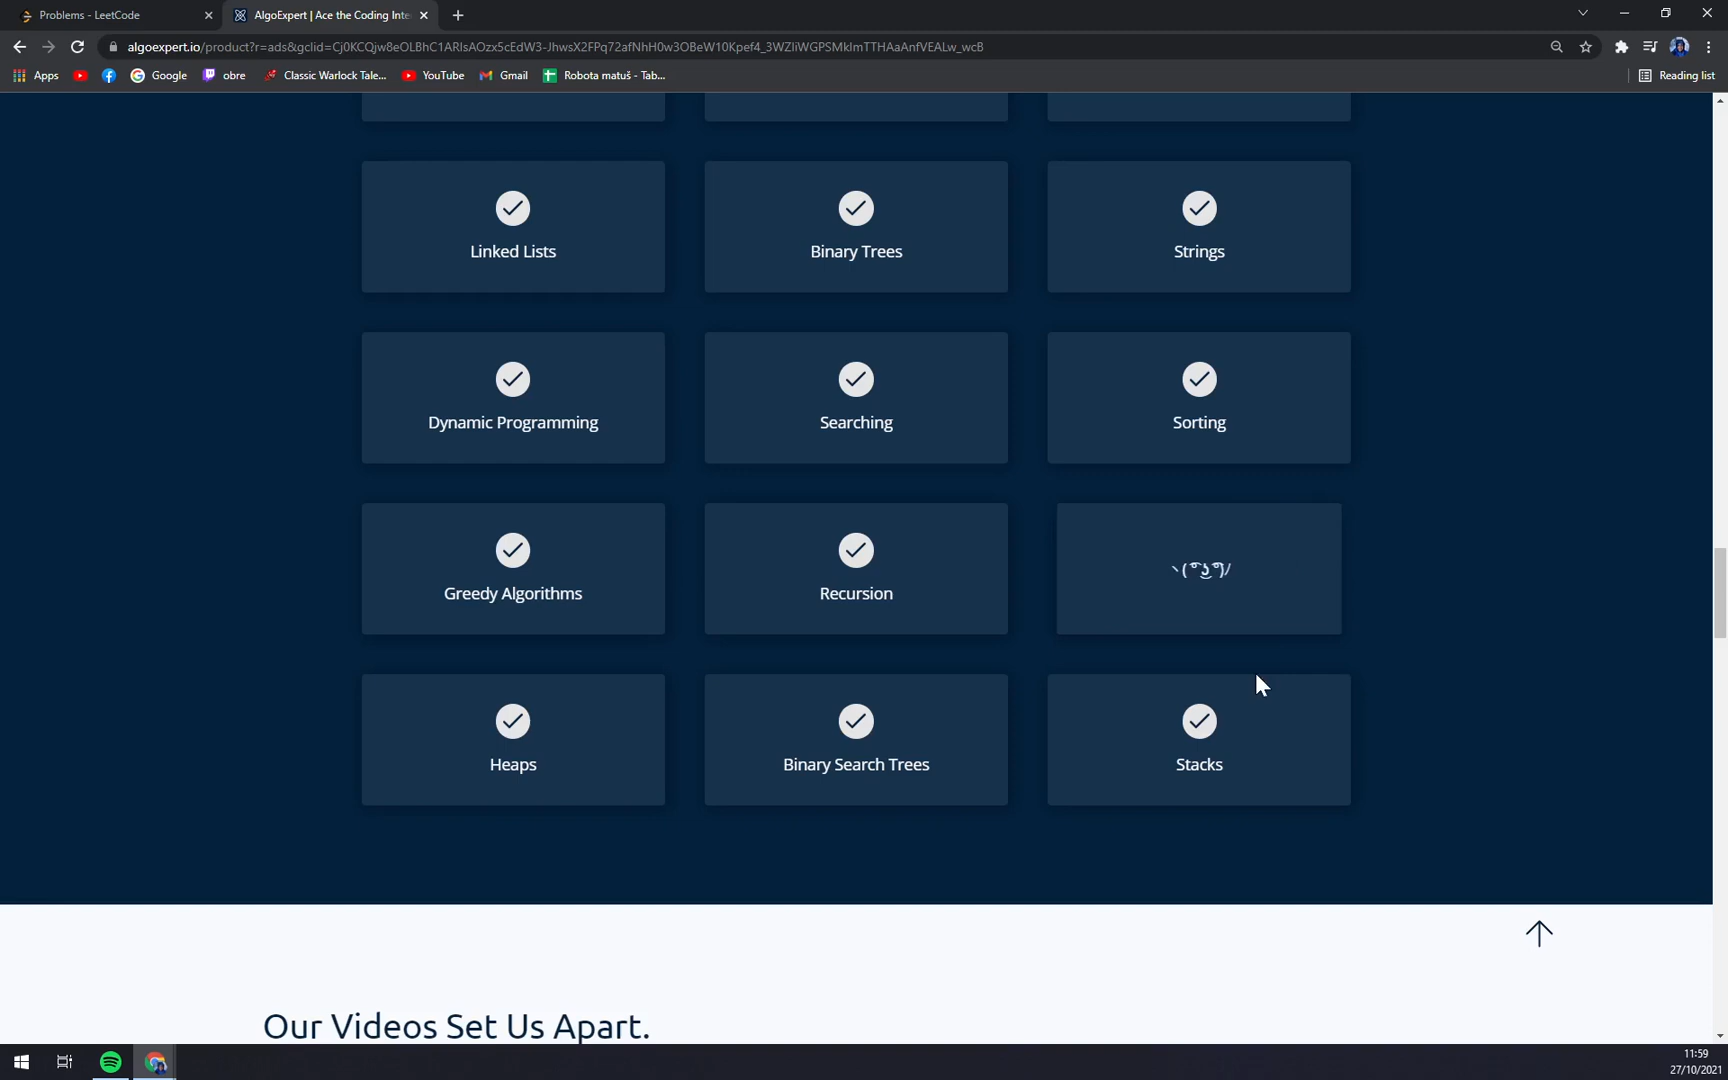 Problems - LeetCode
AlgoExpert | Ace the Coding Inte
algoexpert.io/product?r=ads&gclid=Cj0KCQjw8eOLBhC1ARIsAOzx5cEdW3-JhwsX2FPq72afNhH0w3OBeW10Kpef4_3WZliWGPSMkImTTHAaAnfVEALw_wcB
Apps
Google
obre
Classic Warlock Tale...
YouTube
Gmail
Robota matuš - Tab...
Reading list
Linked Lists
Binary Trees
Strings
Dynamic Programming
Searching
Sorting
Greedy Algorithms
Recursion
ヽ( ͡° ͜ʖ ͡°)/
Heaps
Binary Search Trees
Stacks
Our Videos Set Us Apart.
11:59
27/10/2021